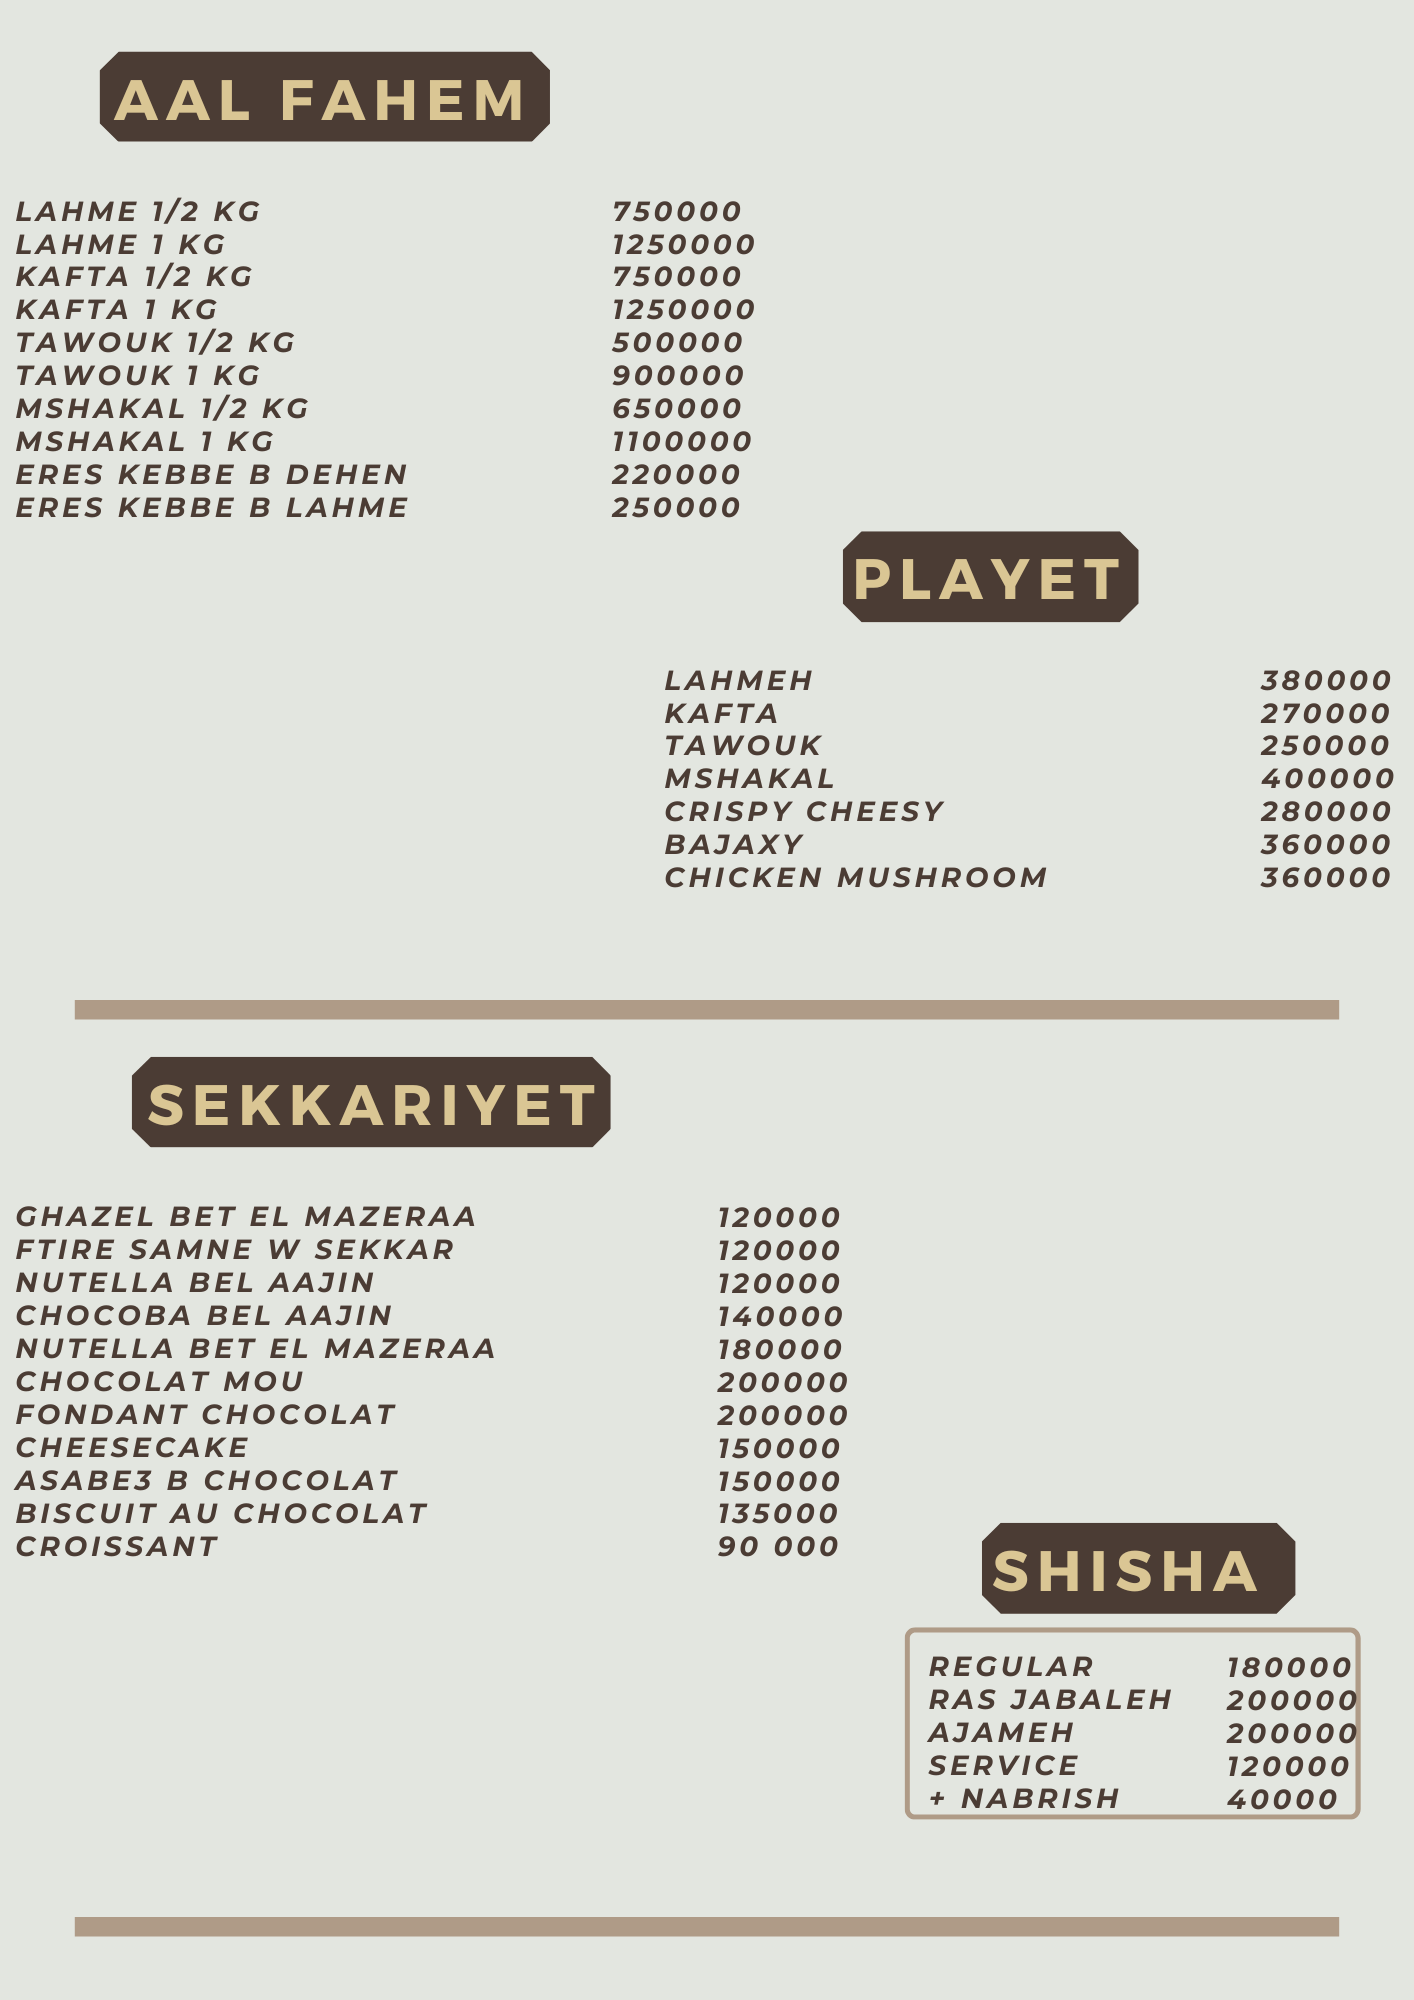 AAL FAHEM
LAHME 1/2 KG 750000
LAHME 1 KG 1250000
KAFTA 1/2 KG 750000
KAFTA 1 KG 1250000
TAWOUK 1/2 KG 500000
TAWOUK 1 KG 900000
MSHAKAL 1/2 KG 650000
MSHAKAL 1 KG 1100000
ERES KEBBE B DEHEN 220000
ERES KEBBE B LAHME 250000
PLAYET
LAHMEH 380000
KAFTA 270000
TAWOUK 250000
MSHAKAL 400000
CRISPY CHEESY 280000
BAJAXY 360000
CHICKEN MUSHROOM 360000
SEKKARIYET
GHAZEL BET EL MAZERAA 120000
FTIRE SAMNE W SEKKAR 120000
NUTELLA BEL AAJIN 120000
CHOCOBA BEL AAJIN 140000
NUTELLA BET EL MAZERAA 180000
CHOCOLAT MOU 200000
FONDANT CHOCOLAT 200000
CHEESECAKE 150000
ASABE3 B CHOCOLAT 150000
BISCUIT AU CHOCOLAT 135000
CROISSANT 90 000
SHISHA
REGULAR 180000
RAS JABALEH 200000
AJAMEH 200000
SERVICE 120000
+ NABRISH 40000